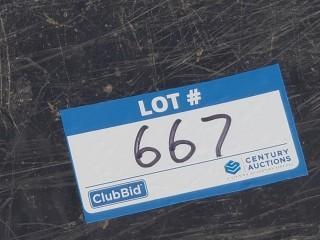 LOT #
667
ClubBid
CENTURY
AUCTIONS